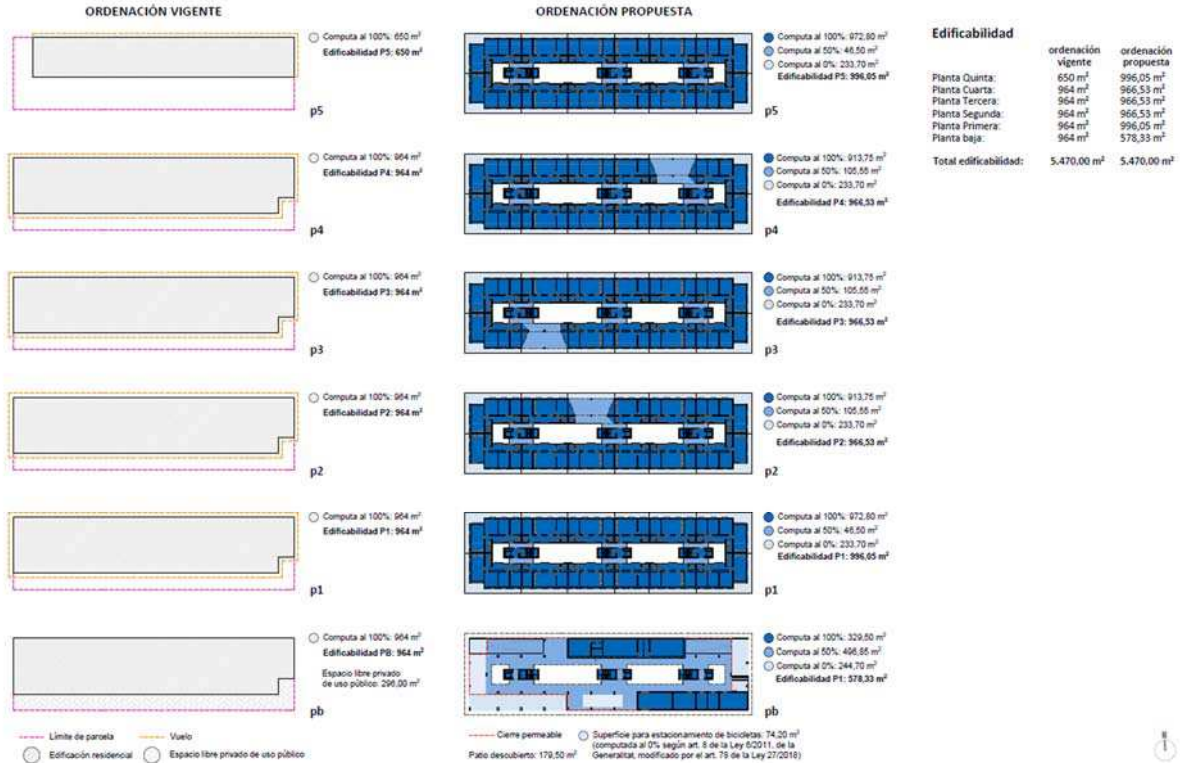 ORDENACIÓN VIGENTE
ORDENACIÓN PROPUESTA
Computa al 100%: 650 m²
Edificabilidad P5: 650 m²
p5
Computa al 100%: 972,80 m²
Computa al 50%: 46,50 m²
Computa al 0%: 233,70 m²
Edificabilidad P5: 996,05 m²
p5
Computa al 100%: 964 m²
Edificabilidad P4: 964 m²
p4
Computa al 100%: 913,75 m²
Computa al 50%: 105,55 m²
Computa al 0%: 233,70 m²
Edificabilidad P4: 966,53 m²
p4
Computa al 100%: 964 m²
Edificabilidad P3: 964 m²
p3
Computa al 100%: 913,75 m²
Computa al 50%: 105,55 m²
Computa al 0%: 233,70 m²
Edificabilidad P3: 966,53 m²
p3
Computa al 100%: 964 m²
Edificabilidad P2: 964 m²
p2
Computa al 100%: 913,75 m²
Computa al 50%: 105,55 m²
Computa al 0%: 233,70 m²
Edificabilidad P2: 966,53 m²
p2
Computa al 100%: 964 m²
Edificabilidad P1: 964 m²
p1
Computa al 100%: 972,80 m²
Computa al 50%: 46,50 m²
Computa al 0%: 233,70 m²
Edificabilidad P1: 996,05 m²
p1
Computa al 100%: 964 m²
Edificabilidad PB: 964 m²
Espacio libre privado
de uso público: 296,00 m²
pb
Computa al 100%: 329,50 m²
Computa al 50%: 496,85 m²
Computa al 0%: 244,70 m²
Edificabilidad P1: 578,33 m²
pb
Límite de parcela
Vuelo
Edificación residencial
Espacio libre privado de uso público
Cierre permeable
Patio descubierto: 179,50 m²
Superficie para estacionamiento de bicicletas: 74,20 m²
(computada al 0% según art. 8 de la Ley 6/2011, de la
Generalitat, modificado por el art. 78 de la Ley 27/2018)
Edificabilidad
ordenación vigente
ordenación propuesta
Planta Quinta: 650 m² 996,05 m²
Planta Cuarta: 964 m² 966,53 m²
Planta Tercera: 964 m² 966,53 m²
Planta Segunda: 964 m² 966,53 m²
Planta Primera: 964 m² 996,05 m²
Planta baja: 964 m² 578,33 m²
Total edificabilidad: 5.470,00 m² 5.470,00 m²